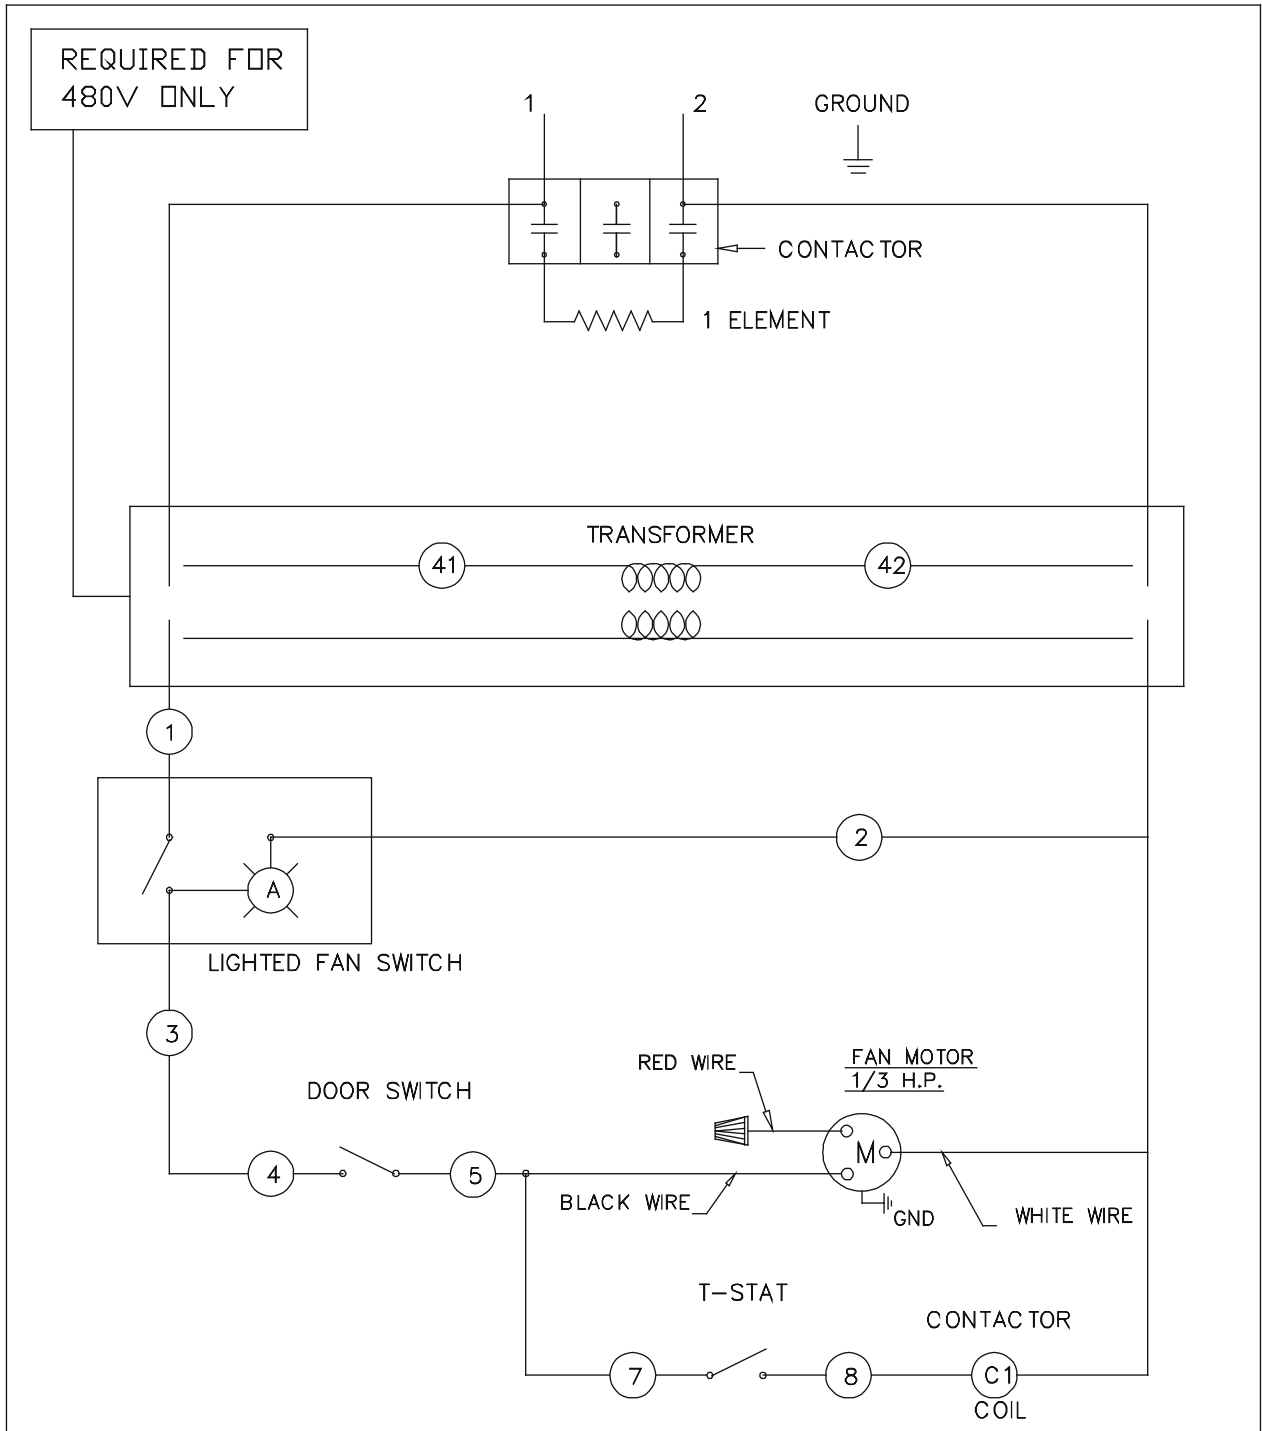 REQUIRED FOR
480V ONLY
1
2
GROUND
CONTACTOR
1 ELEMENT
TRANSFORMER
41
42
1
2
A
LIGHTED FAN SWITCH
3
RED WIRE
FAN MOTOR
1/3 H.P.
DOOR SWITCH
M
4
5
BLACK WIRE
GND
WHITE WIRE
T-STAT
CONTACTOR
7
8
C1
COIL